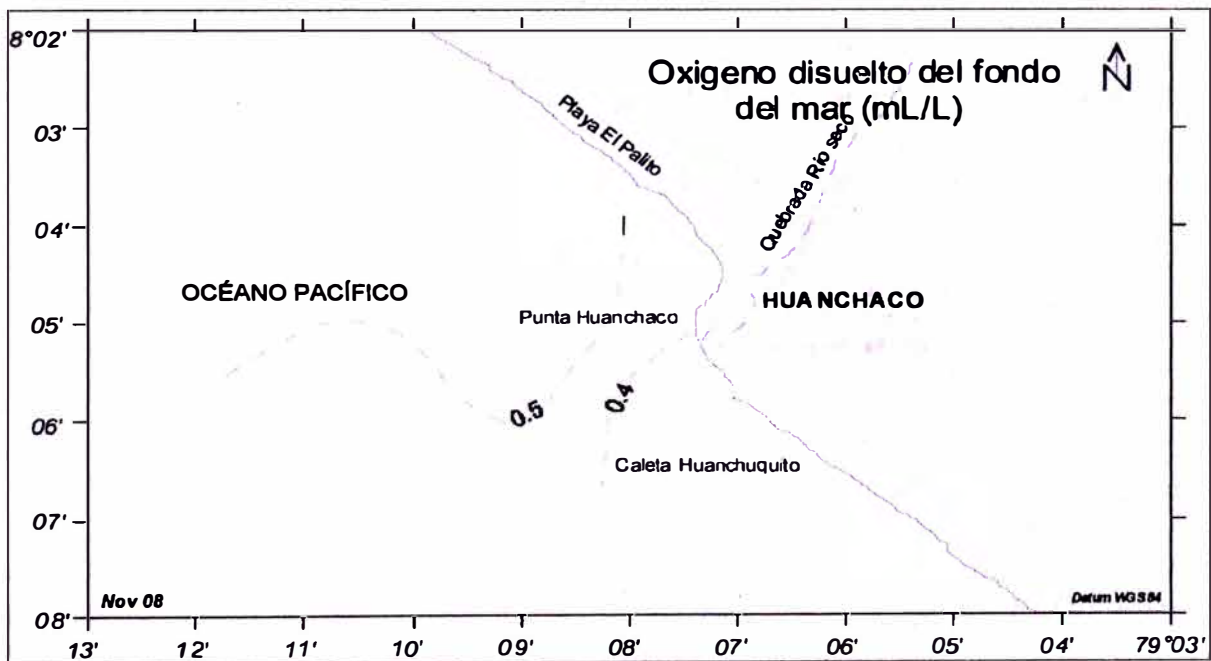 8°02'
Oxigeno disuelto del fondo
del mar (mL/L)
N
03'
Playa El Palito
Quebrada Rio seco
04'
OCÉANO PACÍFICO
HUANCHACO
05'
Punta Huanchaco
0.5
0.4
06'
Caleta Huanchuquito
07'
Nov 08
Datum WGS84
08'
13'
12'
11'
10'
09'
08'
07'
06'
05'
04'
79°03'